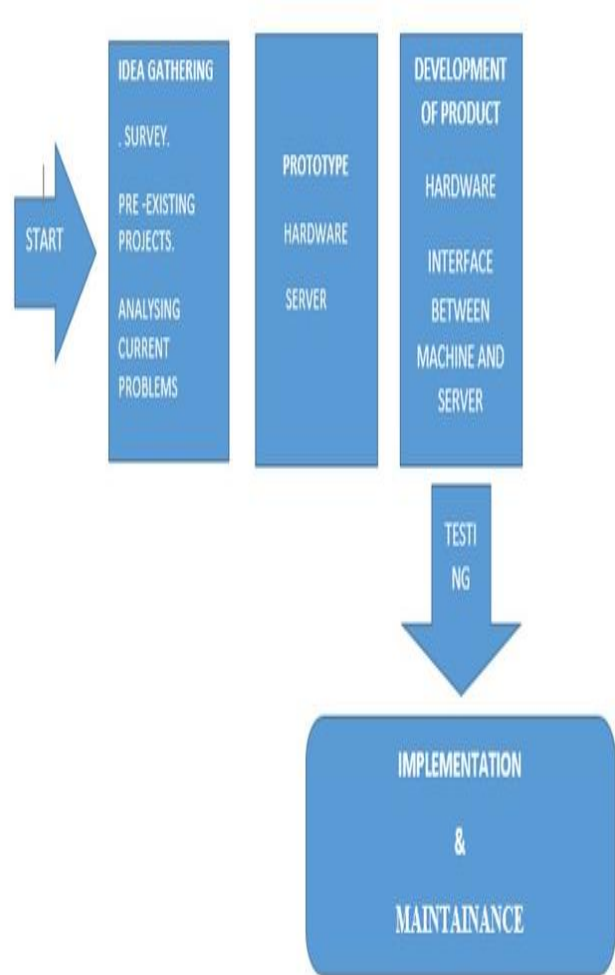 START
IDEA GATHERING
. SURVEY.
PRE -EXISTING
PROJECTS.
ANALYSING
CURRENT
PROBLEMS
PROTOTYPE
HARDWARE
SERVER
DEVELOPMENT
OF PRODUCT
HARDWARE
INTERFACE
BETWEEN
MACHINE AND
SERVER
TESTI
NG
IMPLEMENTATION
&
MAINTAINANCE